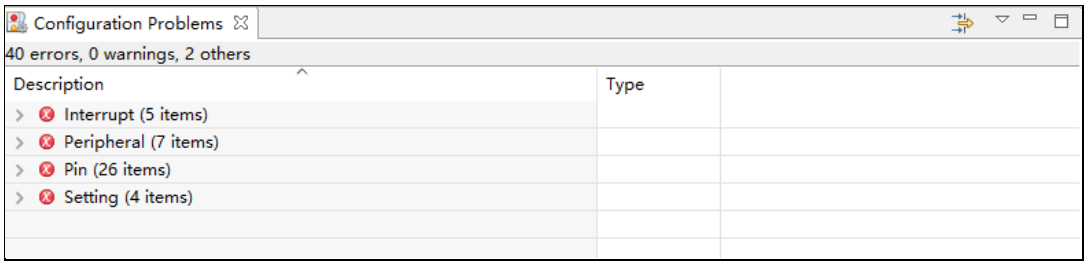 Configuration Problems
40 errors, 0 warnings, 2 others
Description Type
Interrupt (5 items)
Peripheral (7 items)
Pin (26 items)
Setting (4 items)